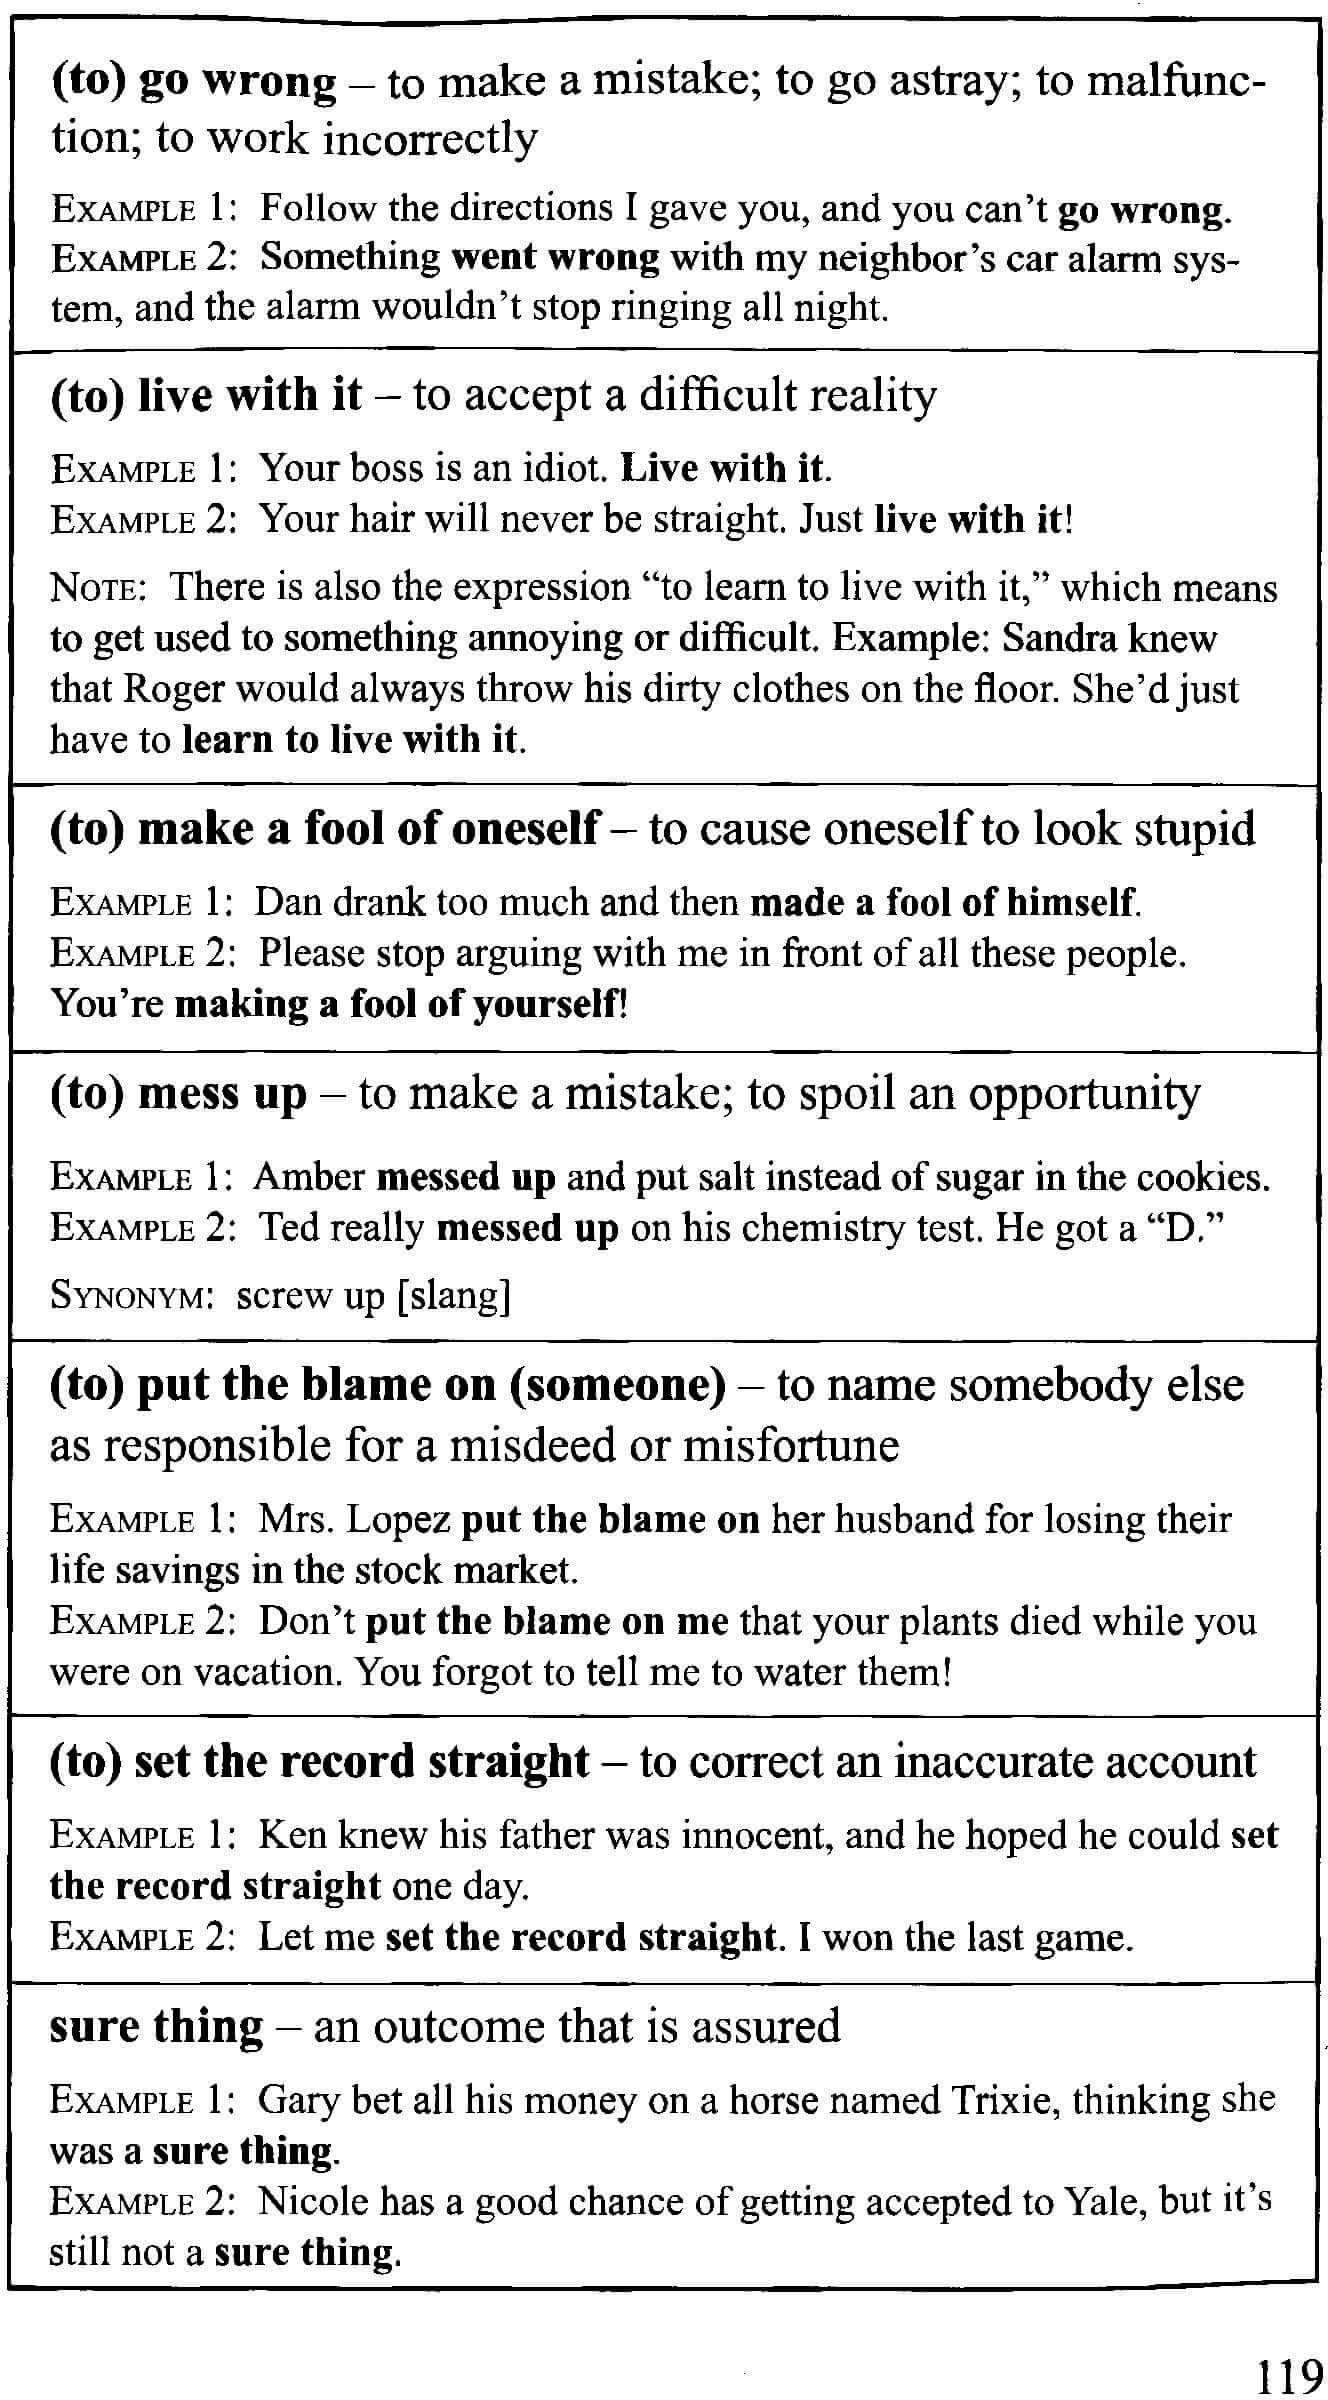 (to) go wrong – to make a mistake; to go astray; to malfunc-
tion; to work incorrectly
EXAMPLE 1: Follow the directions I gave you, and you can't go wrong.
EXAMPLE 2: Something went wrong with my neighbor's car alarm sys-
tem, and the alarm wouldn't stop ringing all night.
(to) live with it – to accept a difficult reality
EXAMPLE 1: Your boss is an idiot. Live with it.
EXAMPLE 2: Your hair will never be straight. Just live with it!
NOTE: There is also the expression “to learn to live with it,” which means
to get used to something annoying or difficult. Example: Sandra knew
that Roger would always throw his dirty clothes on the floor. She'd just
have to learn to live with it.
(to) make a fool of oneself – to cause oneself to look stupid
EXAMPLE 1: Dan drank too much and then made a fool of himself.
EXAMPLE 2: Please stop arguing with me in front of all these people.
You're making a fool of yourself!
(to) mess up – to make a mistake; to spoil an opportunity
EXAMPLE 1: Amber messed up and put salt instead of sugar in the cookies.
EXAMPLE 2: Ted really messed up on his chemistry test. He got a “D.”
SYNONYM: screw up [slang]
(to) put the blame on (someone) – to name somebody else
as responsible for a misdeed or misfortune
EXAMPLE 1: Mrs. Lopez put the blame on her husband for losing their
life savings in the stock market.
EXAMPLE 2: Don't put the blame on me that your plants died while you
were on vacation. You forgot to tell me to water them!
(to) set the record straight – to correct an inaccurate account
EXAMPLE 1: Ken knew his father was innocent, and he hoped he could set
the record straight one day.
EXAMPLE 2: Let me set the record straight. I won the last game.
sure thing – an outcome that is assured
EXAMPLE 1: Gary bet all his money on a horse named Trixie, thinking she
was a sure thing.
EXAMPLE 2: Nicole has a good chance of getting accepted to Yale, but it's
still not a sure thing.
119